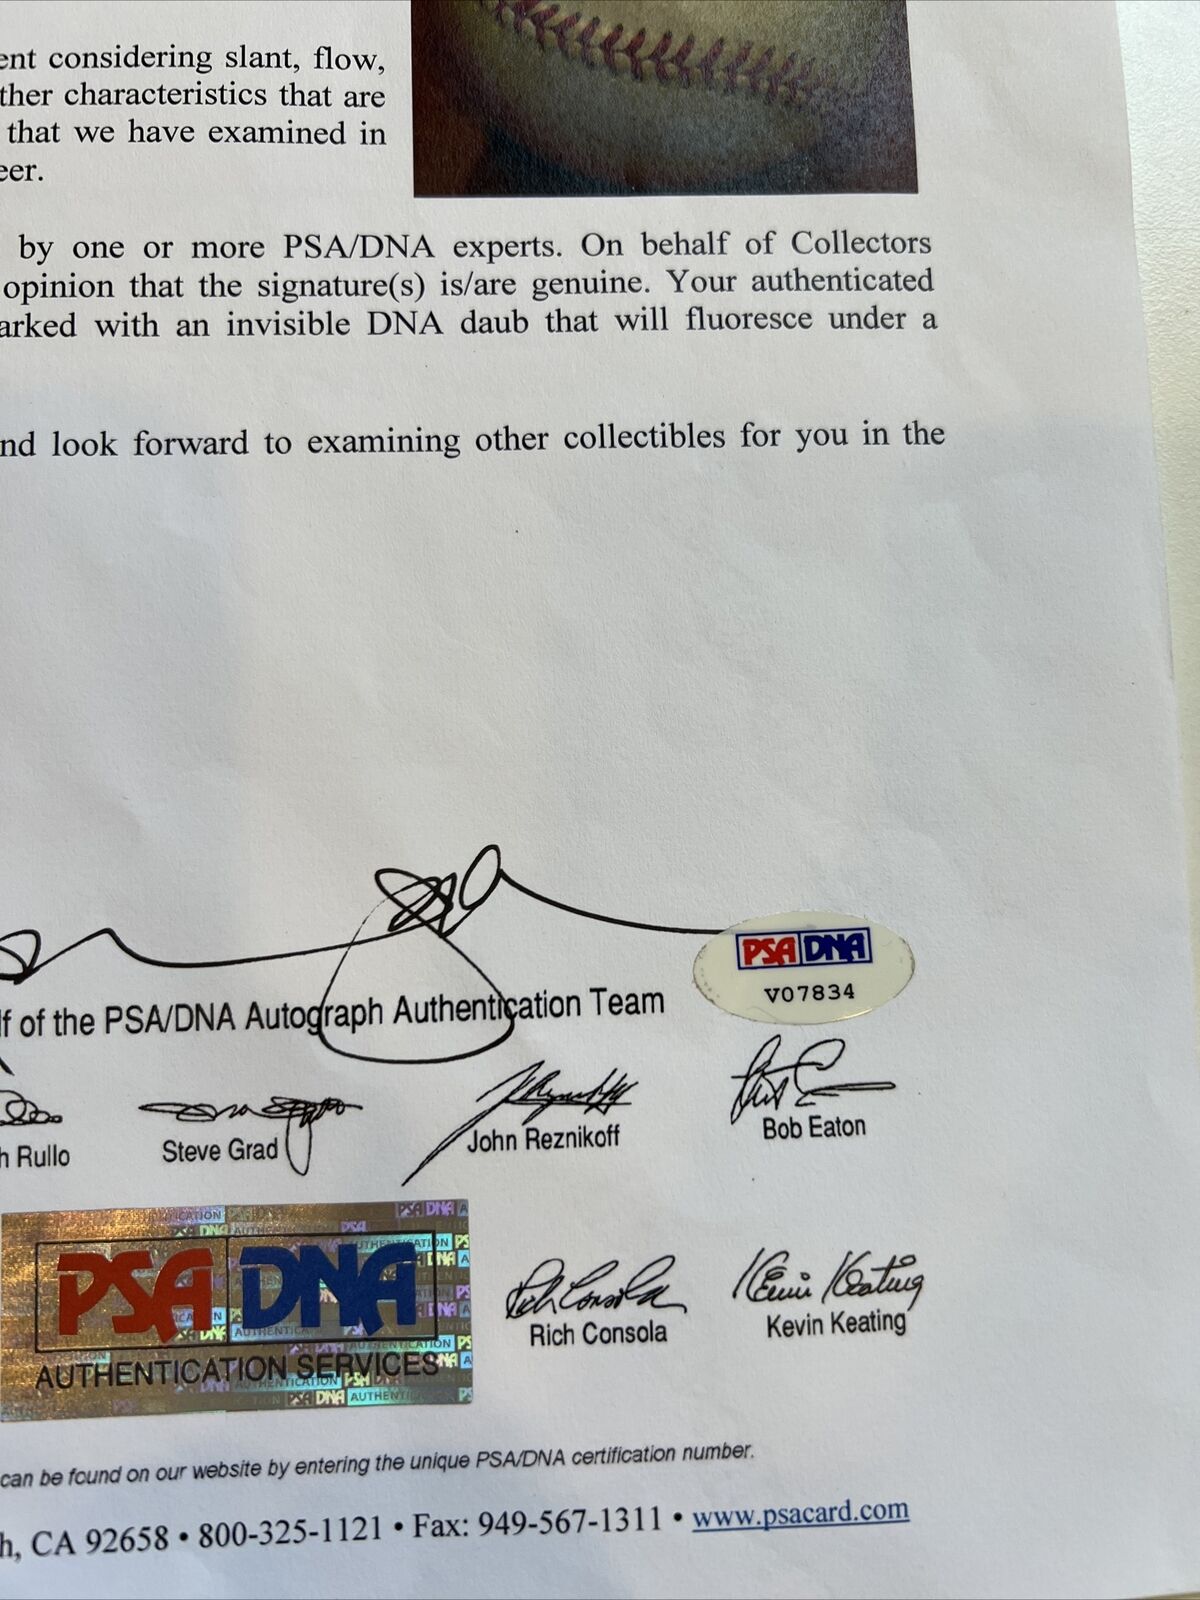 ent considering slant, flow,
ther characteristics that are
that we have examined in
eer.
by one or more PSA/DNA experts. On behalf of Collectors
opinion that the signature(s) is/are genuine. Your authenticated
arked with an invisible DNA daub that will fluoresce under a
nd look forward to examining other collectibles for you in the
PSA DNA
V07834
lf of the PSA/DNA Autograph Authentication Team
h Rullo
Steve Grad
John Reznikoff
Bob Eaton
PSA DNA
AUTHENTICATION SERVICES
Rich Consola
Rich Consola
Kevin Keating
Kevin Keating
can be found on our website by entering the unique PSA/DNA certification number.
h, CA 92658 • 800-325-1121 • Fax: 949-567-1311 • www.psacard.com